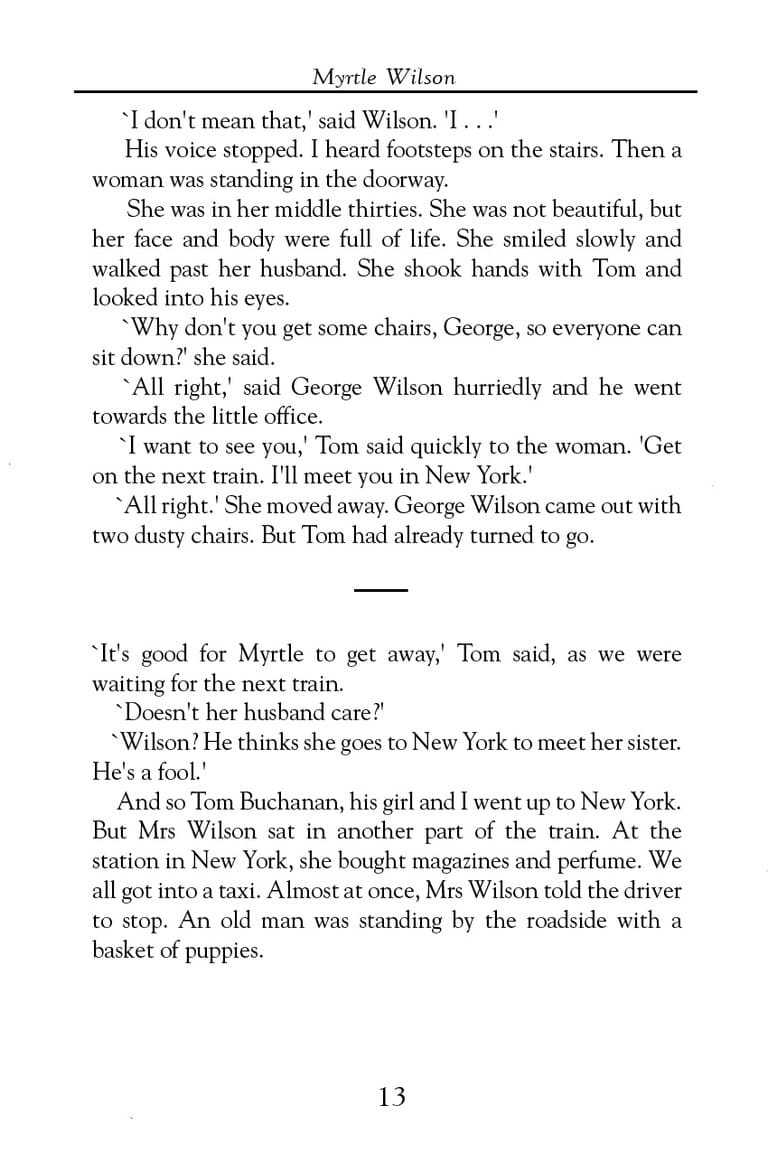 Myrtle Wilson
`I don't mean that,' said Wilson. 'I . . .'
His voice stopped. I heard footsteps on the stairs. Then a
woman was standing in the doorway.
She was in her middle thirties. She was not beautiful, but
her face and body were full of life. She smiled slowly and
walked past her husband. She shook hands with Tom and
looked into his eyes.
`Why don't you get some chairs, George, so everyone can
sit down?' she said.
`All right,' said George Wilson hurriedly and he went
towards the little office.
`I want to see you,' Tom said quickly to the woman. 'Get
on the next train. I'll meet you in New York.'
`All right.' She moved away. George Wilson came out with
two dusty chairs. But Tom had already turned to go.
`It's good for Myrtle to get away,' Tom said, as we were
waiting for the next train.
`Doesn't her husband care?'
`Wilson? He thinks she goes to New York to meet her sister.
He's a fool.'
And so Tom Buchanan, his girl and I went up to New York.
But Mrs Wilson sat in another part of the train. At the
station in New York, she bought magazines and perfume. We
all got into a taxi. Almost at once, Mrs Wilson told the driver
to stop. An old man was standing by the roadside with a
basket of puppies.
13